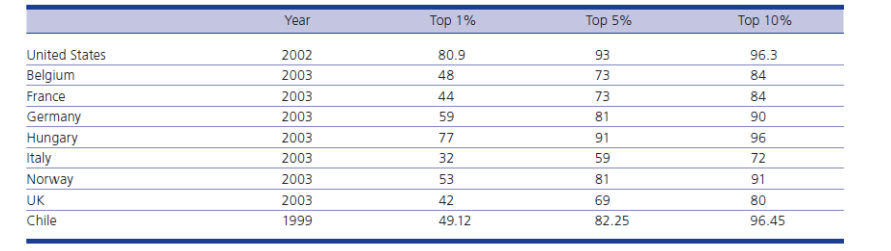 Year Top 1% Top 5% Top 10%
United States 2002 80.9 93 96.3
Belgium 2003 48 73 84
France 2003 44 73 84
Germany 2003 59 81 90
Hungary 2003 77 91 96
Italy 2003 32 59 72
Norway 2003 53 81 91
UK 2003 42 69 80
Chile 1999 49.12 82.25 96.45